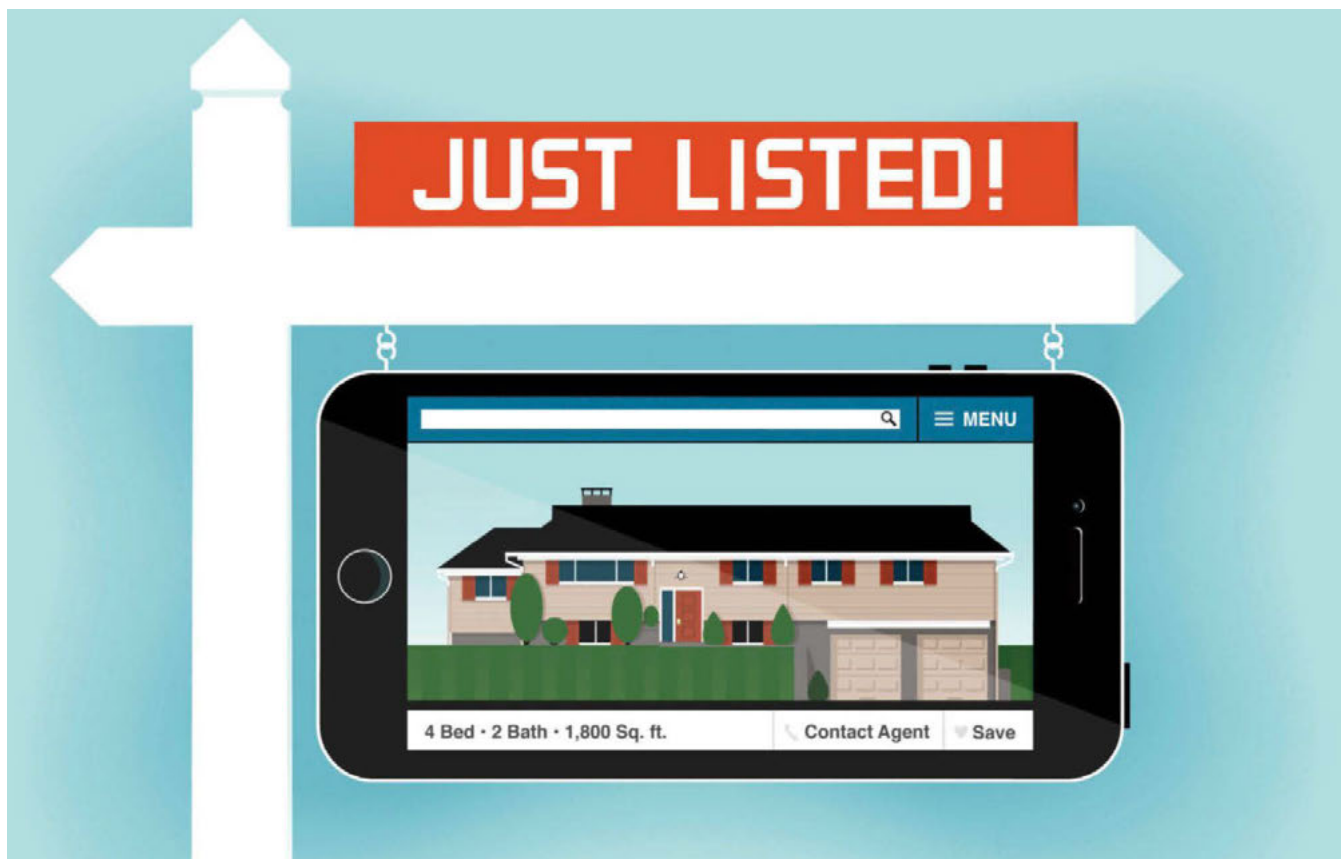 JUST LISTED!
MENU
4 Bed • 2 Bath • 1,800 Sq. ft.
Contact Agent
Save